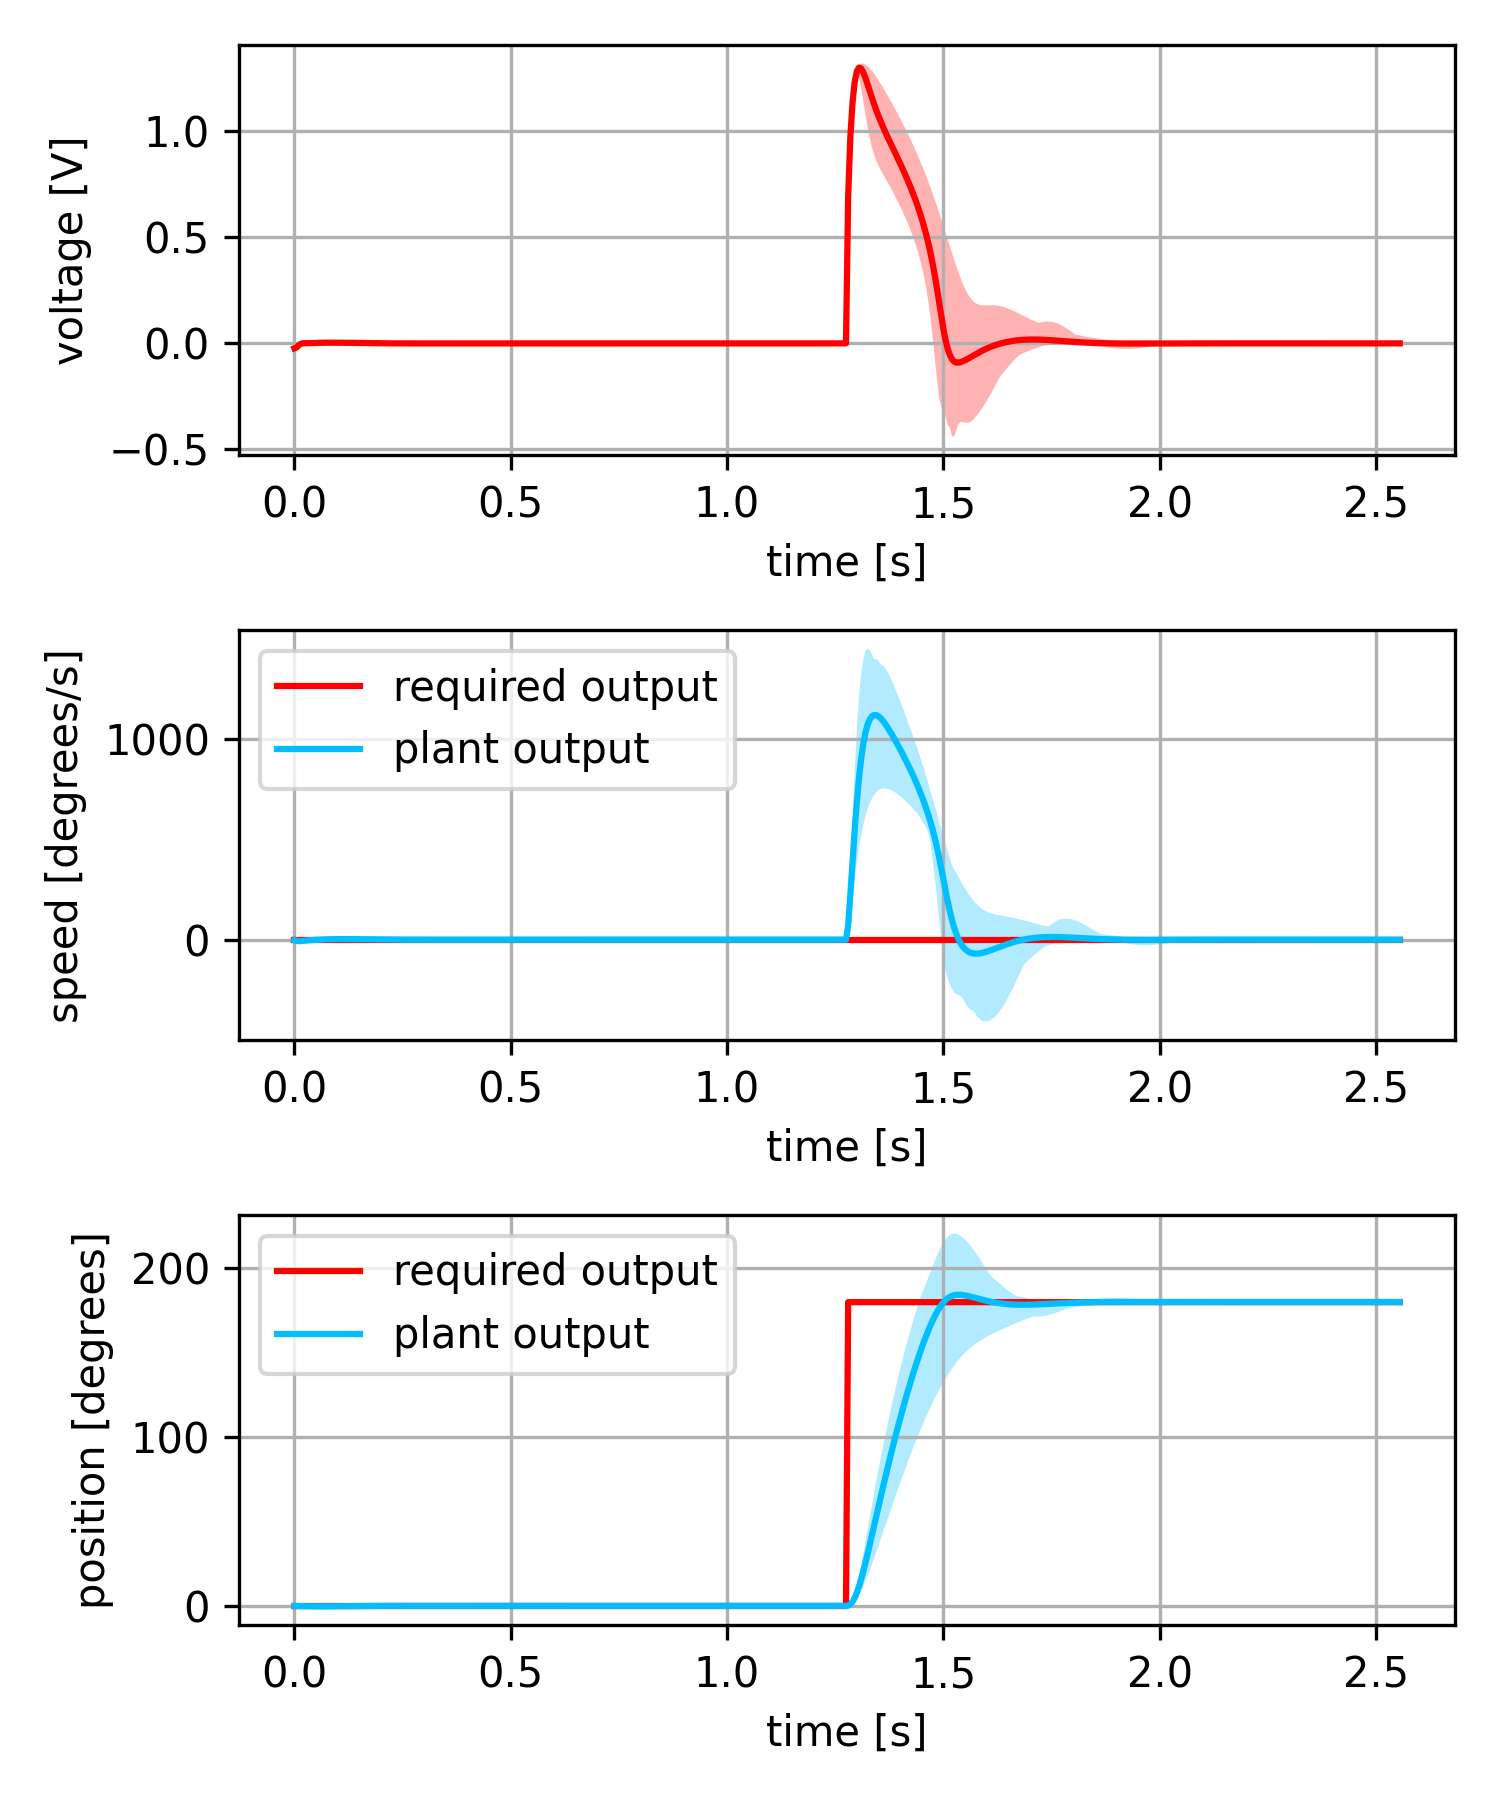 1.0
0.5
0.0
−0.5
voltage [V]
0.0 0.5 1.0 1.5 2.0 2.5
time [s]
required output
plant output
1000
0
speed [degrees/s]
0.0 0.5 1.0 1.5 2.0 2.5
time [s]
required output
plant output
200
100
0
position [degrees]
0.0 0.5 1.0 1.5 2.0 2.5
time [s]